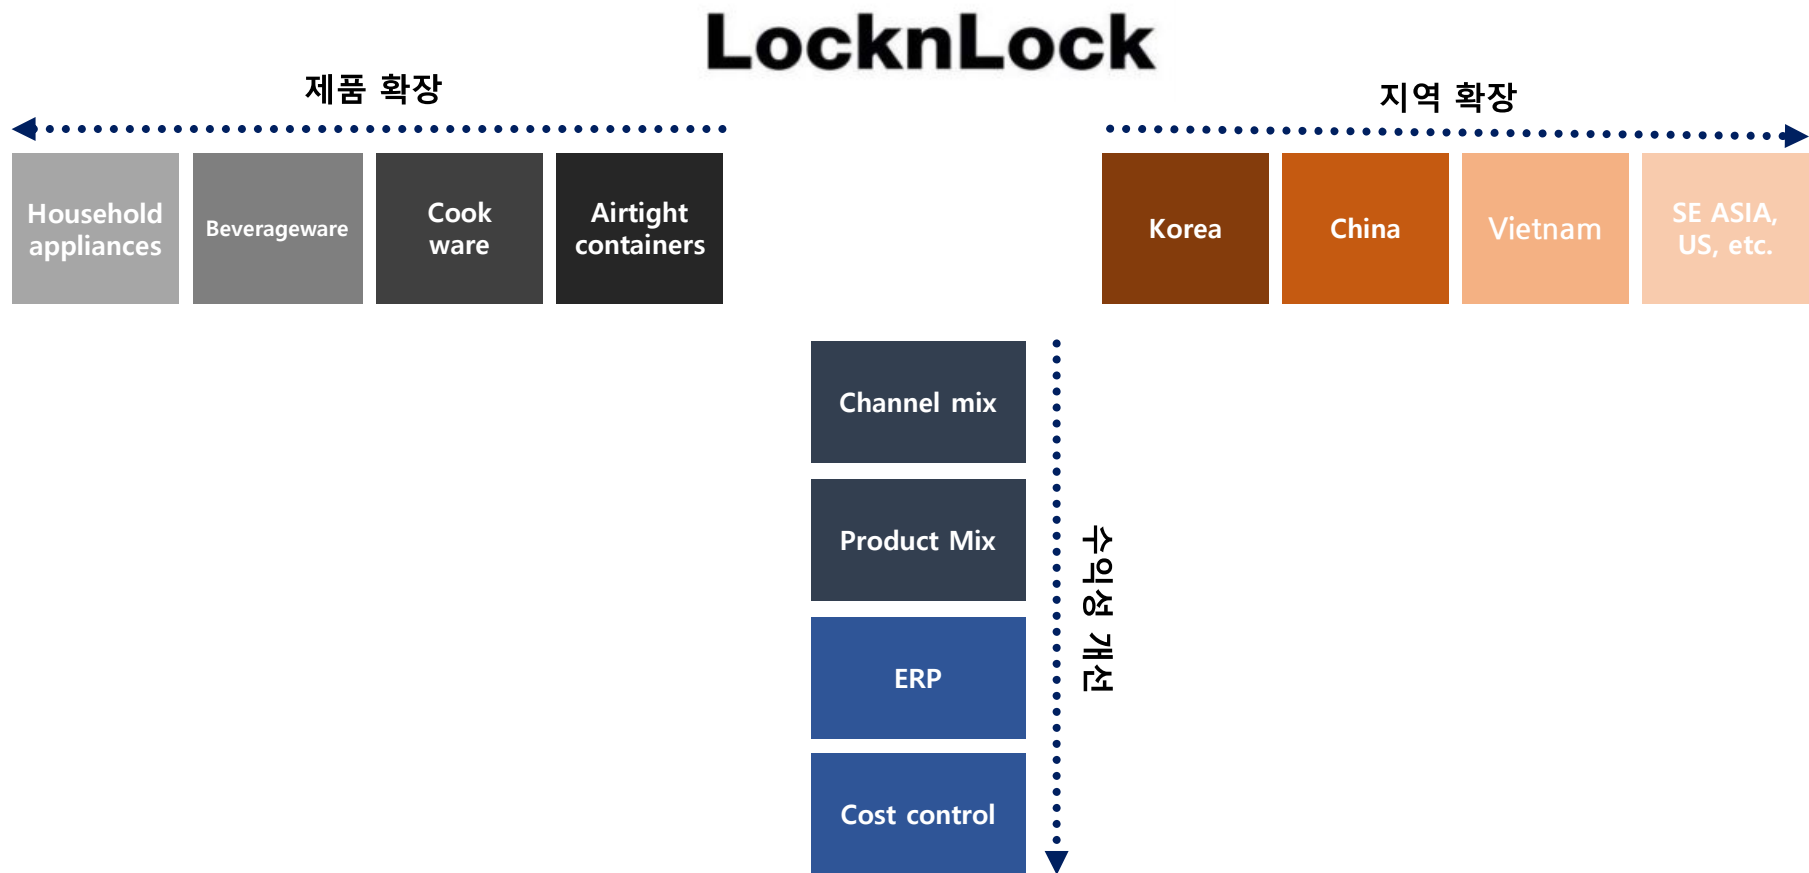 LocknLock
제품 확장
지역 확장
Household
appliances
Beverageware
Cook
ware
Airtight
containers
Korea
China
Vietnam
SE ASIA,
US, etc.
Channel mix
Product Mix
ERP
Cost control
수익성 개선